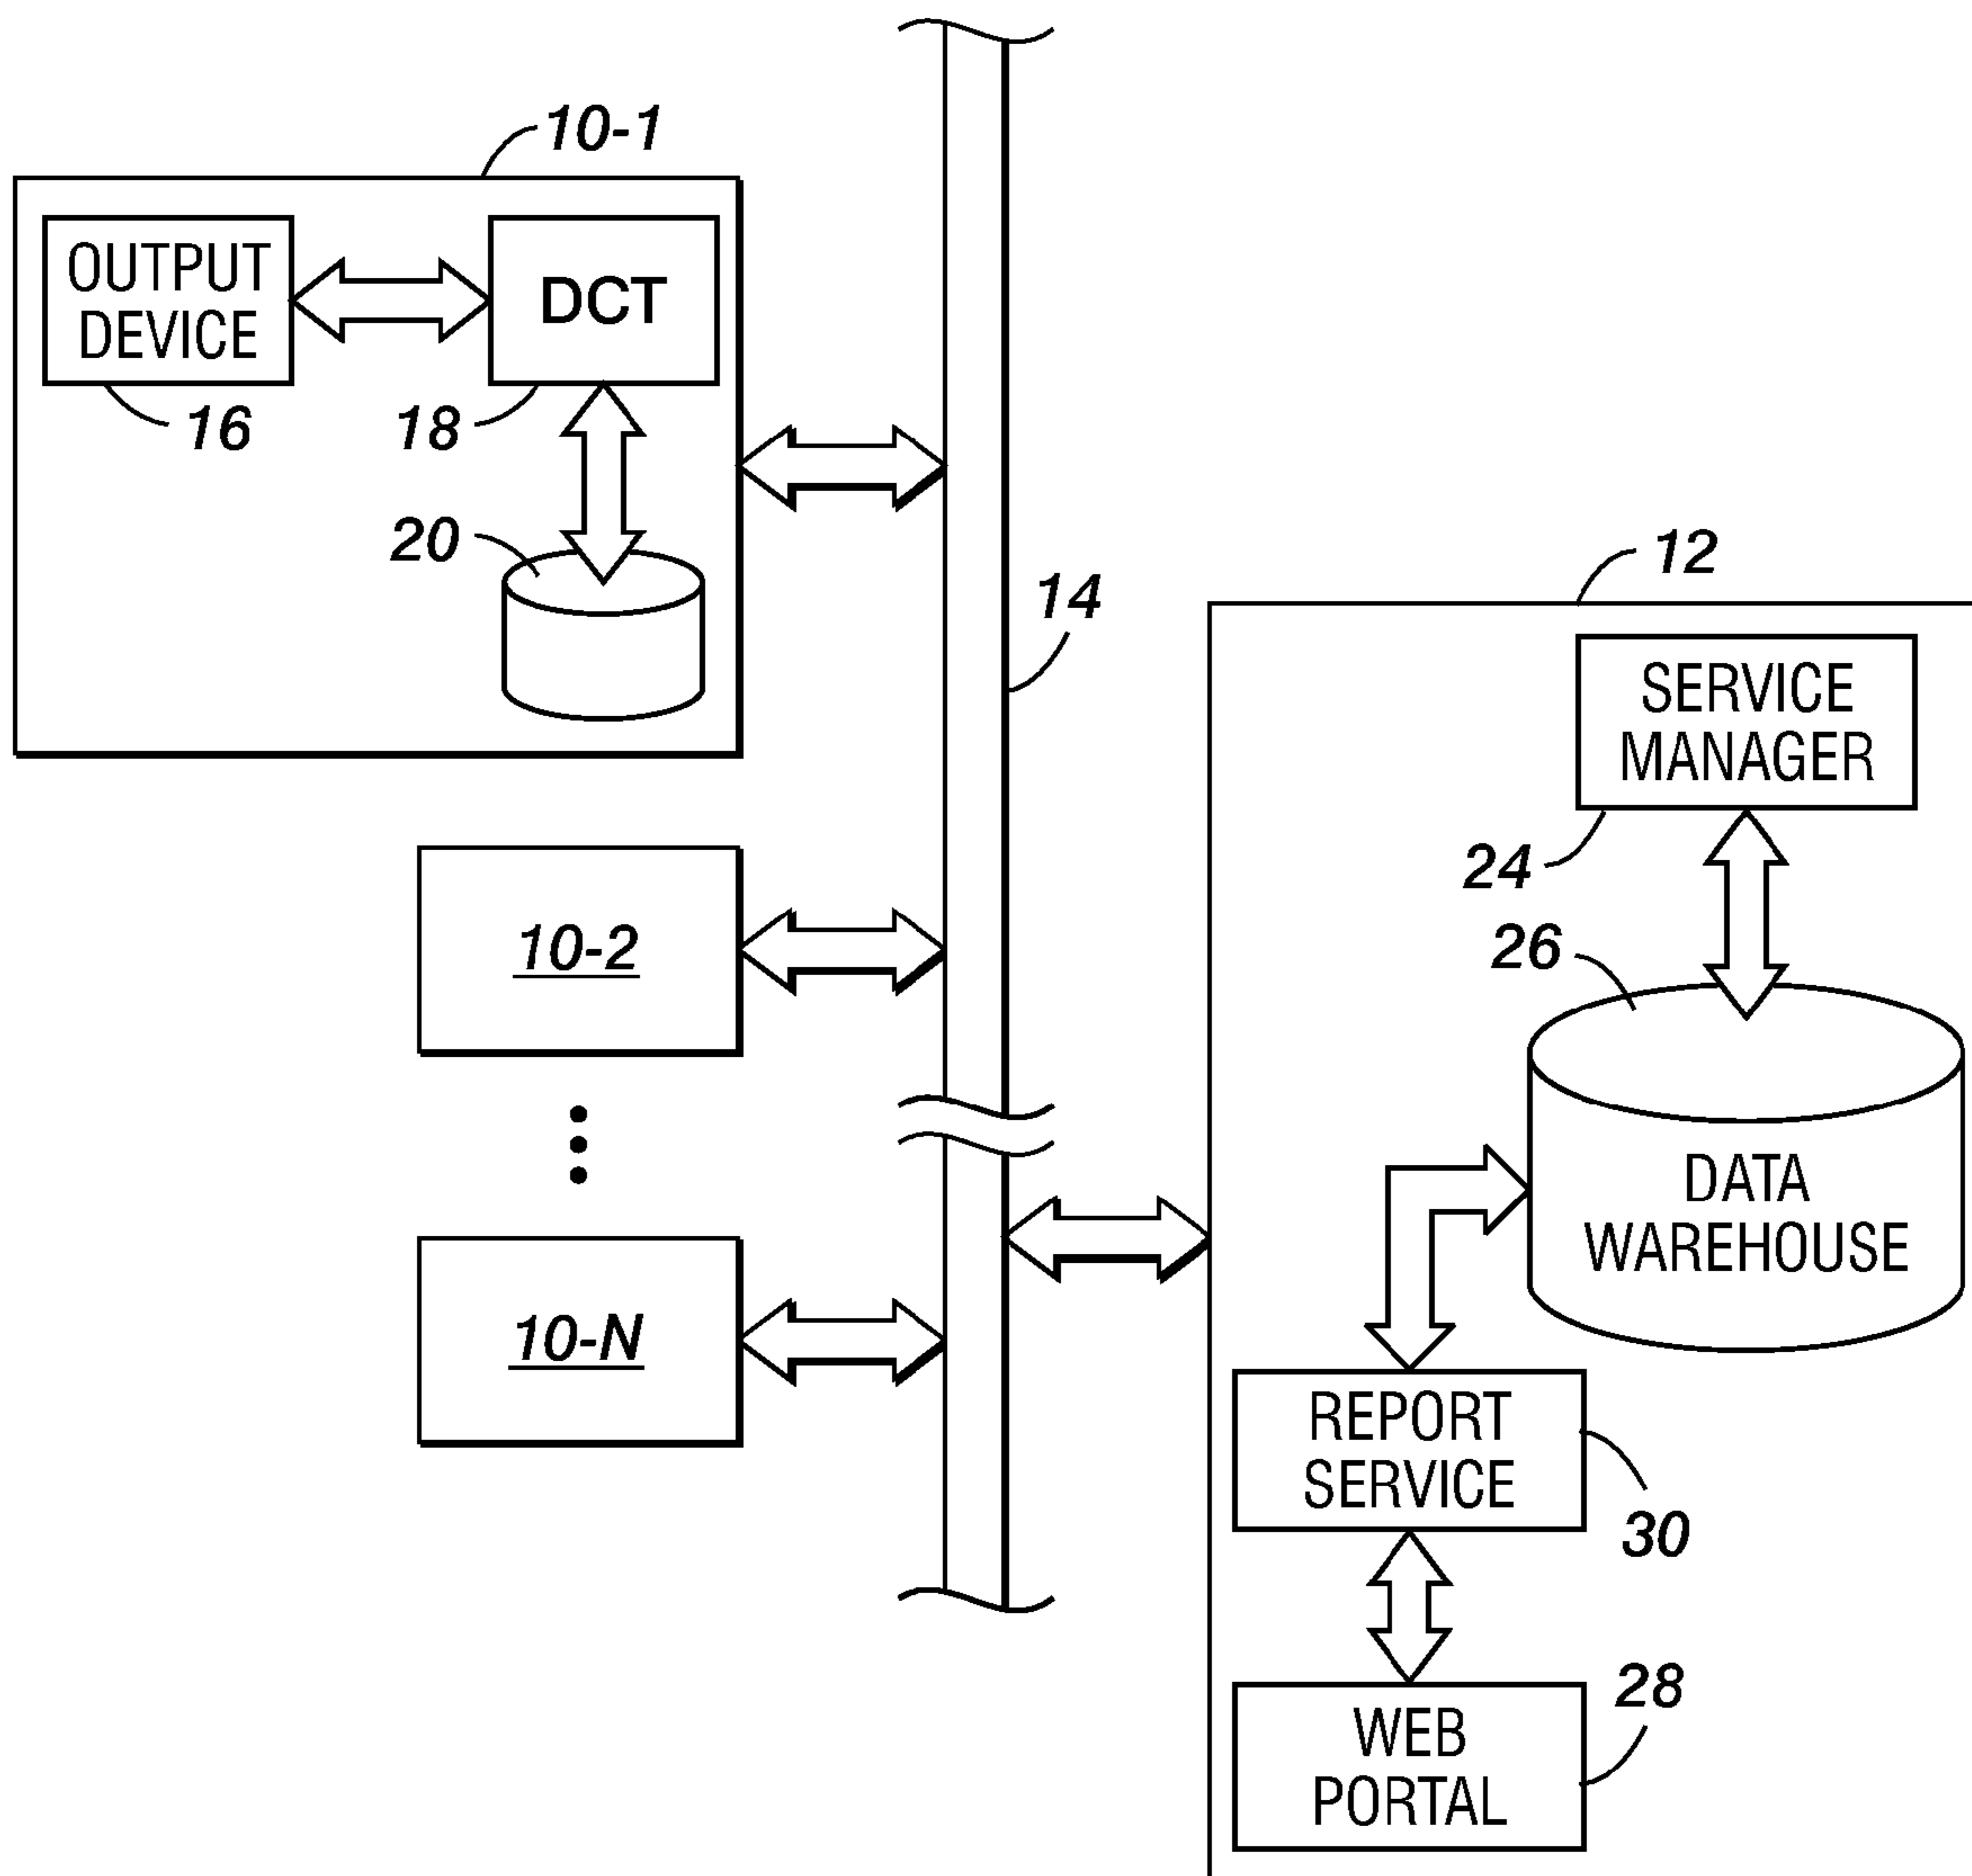 10-1
OUTPUT
DEVICE
DCT
16
18
20
14
12
SERVICE
MANAGER
24
26
10-2
DATA
WAREHOUSE
10-N
REPORT
SERVICE
30
28
WEB
PORTAL